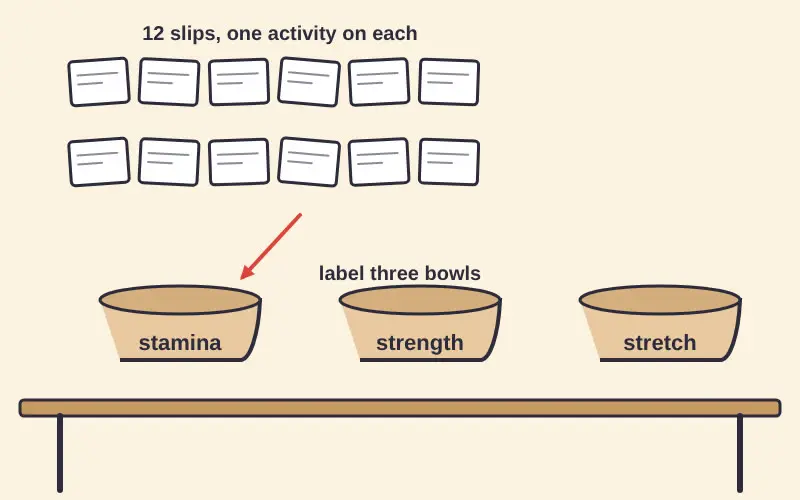 12 slips, one activity on each
label three bowls
stamina
strength
stretch